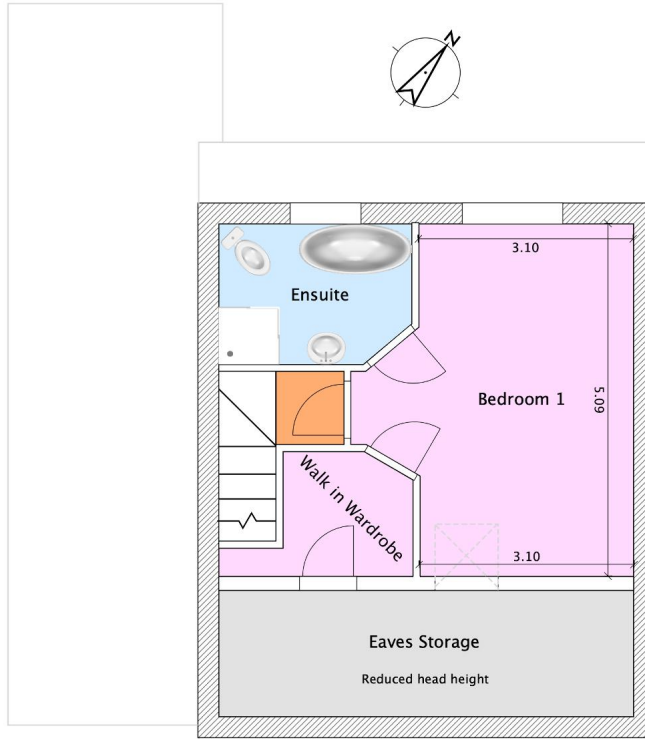 N
3.10
Ensuite
Bedroom 1
5.09
Walk in Wardrobe
3.10
Eaves Storage
Reduced head height